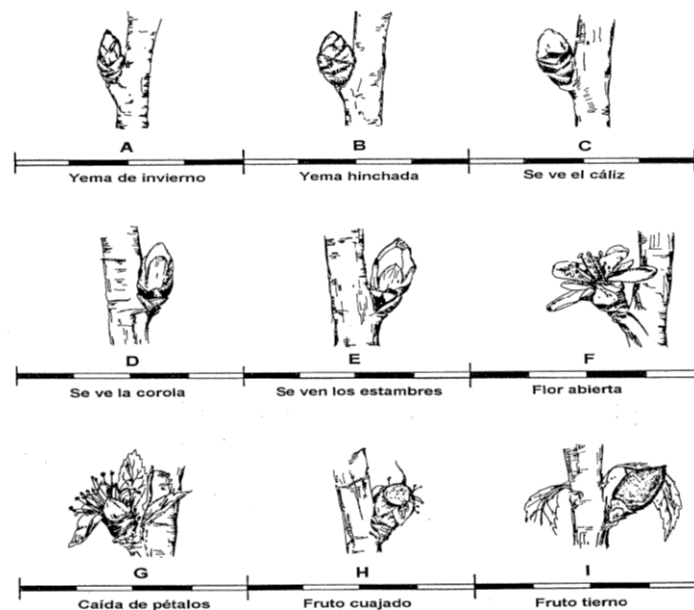 A B C
Yema de invierno Yema hinchada Se ve el cáliz
D E F
Se ve la corola Se ven los estambres Flor abierta
G H I
Caída de pétalos Fruto cuajado Fruto tierno